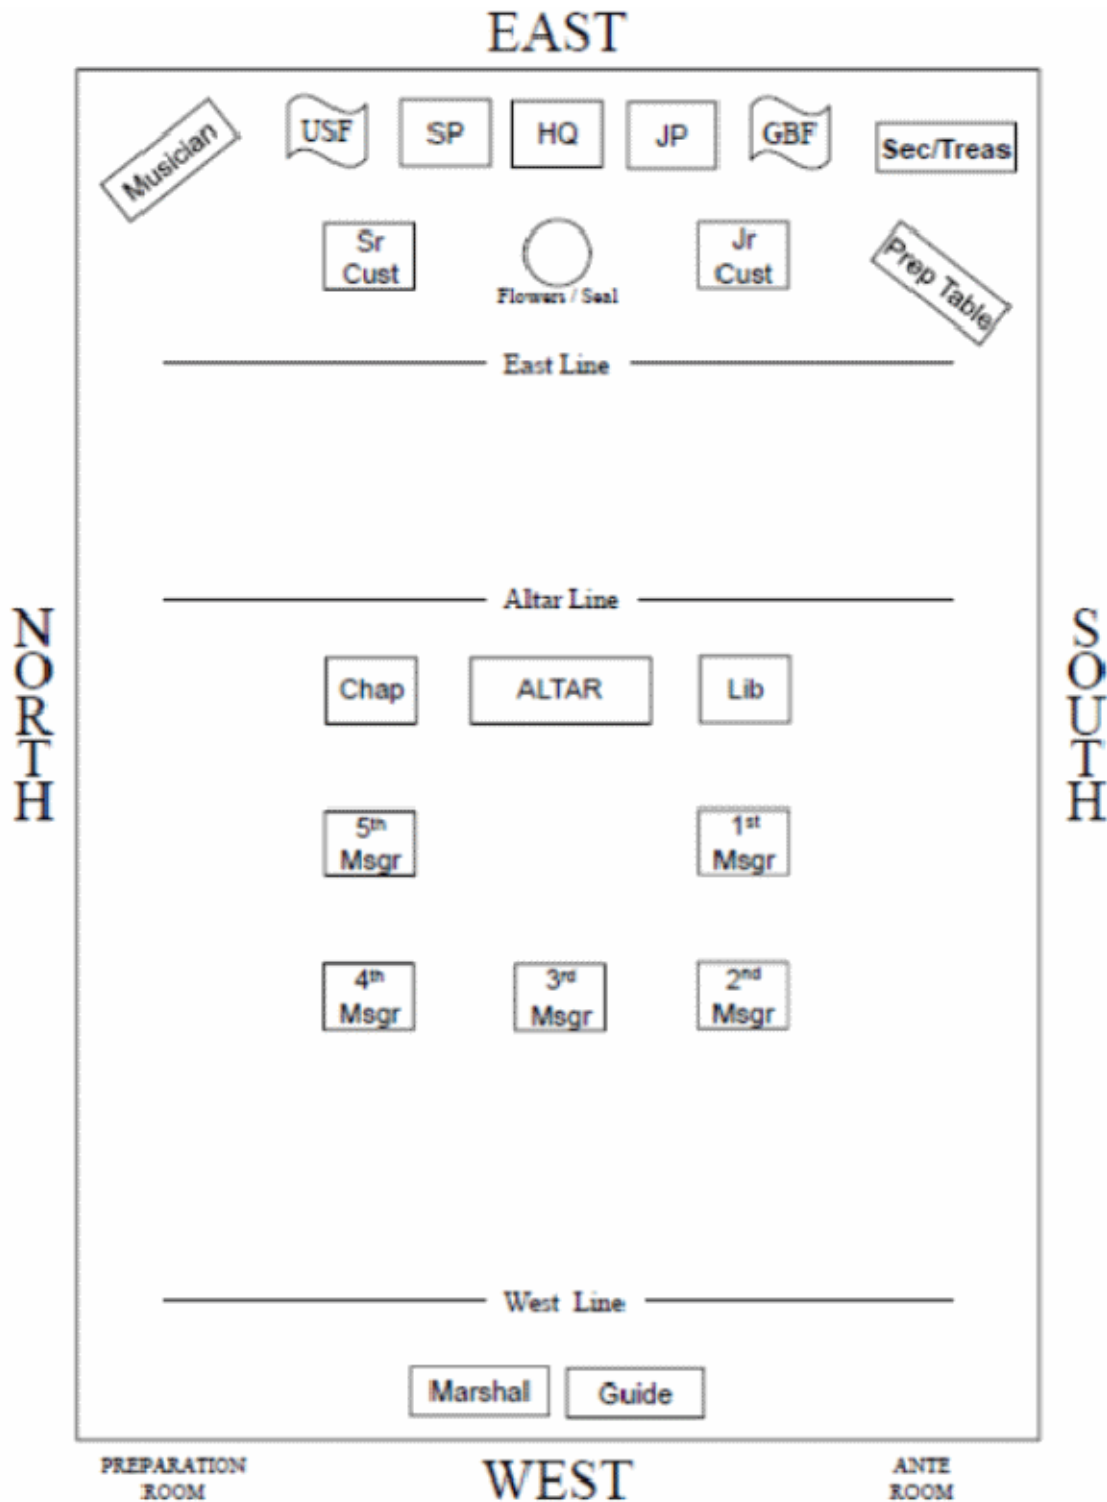 EAST
Musician
USF
SP
HQ
JP
GBF
Sec/Treas
Sr
Cust
Flowers / Seal
Jr
Cust
Prep Table
East Line
Altar Line
NORTH
SOUTH
Chap
ALTAR
Lib
5th
Msgr
1st
Msgr
4th
Msgr
3rd
Msgr
2nd
Msgr
West Line
Marshal
Guide
PREPARATION
ROOM
WEST
ANTE
ROOM